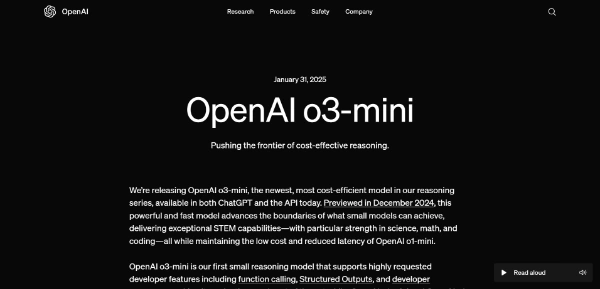 OpenAI
Research Products Safety Company
January 31, 2025
OpenAI o3-mini
Pushing the frontier of cost-effective reasoning.
We're releasing OpenAI o3-mini, the newest, most cost-efficient model in our reasoning
series, available in both ChatGPT and the API today. Previewed in December 2024, this
powerful and fast model advances the boundaries of what small models can achieve,
delivering exceptional STEM capabilities—with particular strength in science, math, and
coding—all while maintaining the low cost and reduced latency of OpenAI o1-mini.
OpenAI o3-mini is our first small reasoning model that supports highly requested
developer features including function calling, Structured Outputs, and developer
Read aloud